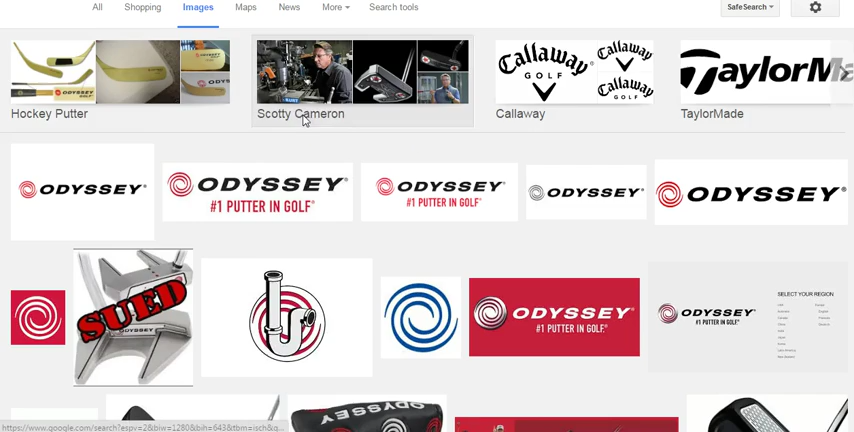 All Shopping Images Maps News More Search tools SafeSearch
Hockey Putter Scotty Cameron Callaway TaylorMade
Callaway GOLF Callaway GOLF Callaway GOLF TaylorMa
ODYSSEY ODYSSEY ODYSSEY ODYSSEY ODYSSEY
#1 PUTTER IN GOLF #1 PUTTER IN GOLF
SUED
ODYSSEY
ODYSSEY
#1 PUTTER IN GOLF
ODYSSEY
#1 PUTTER IN GOLF
SELECT YOUR REGION
ODYSSEY
https://www.google.com/search?espv=2&biw=1280&bih=643&tbm=isch&q...